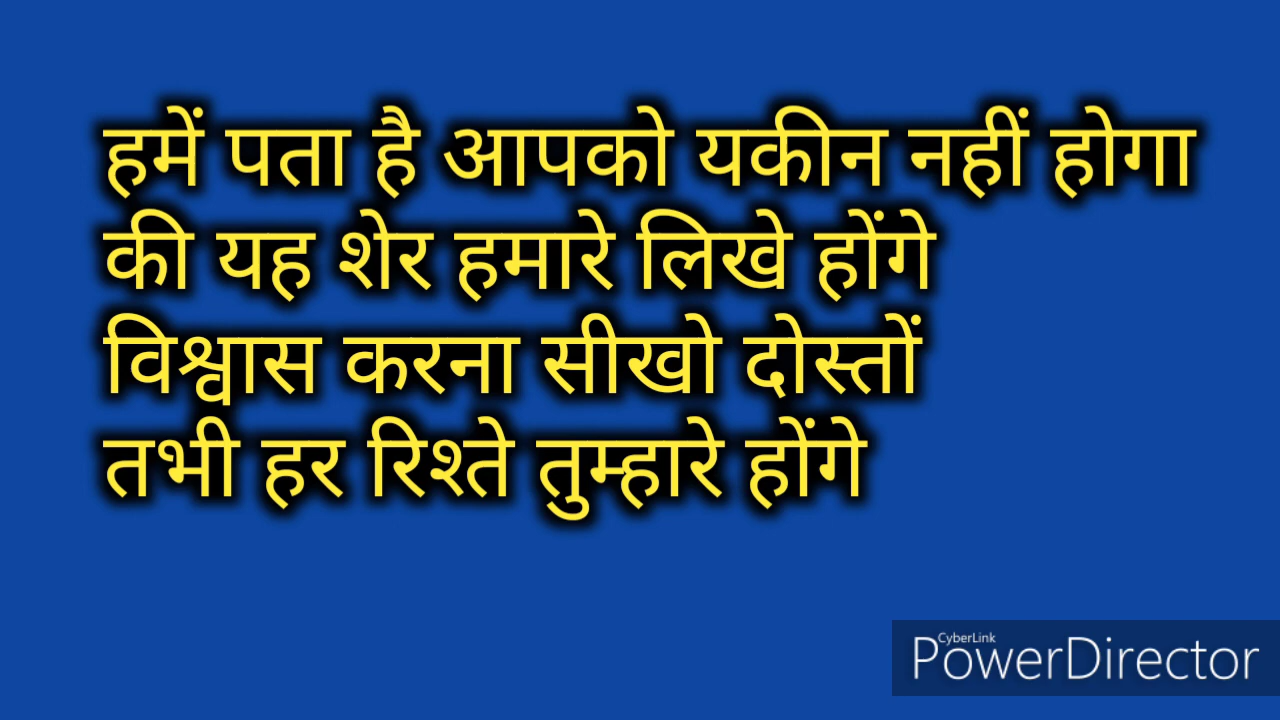 हमें पता है आपको यकीन नहीं होगा
की यह शेर हमारे लिखे होंगे
विश्वास करना सीखो दोस्तों
तभी हर रिश्ते तुम्हारे होंगे
CyberLink
PowerDirector